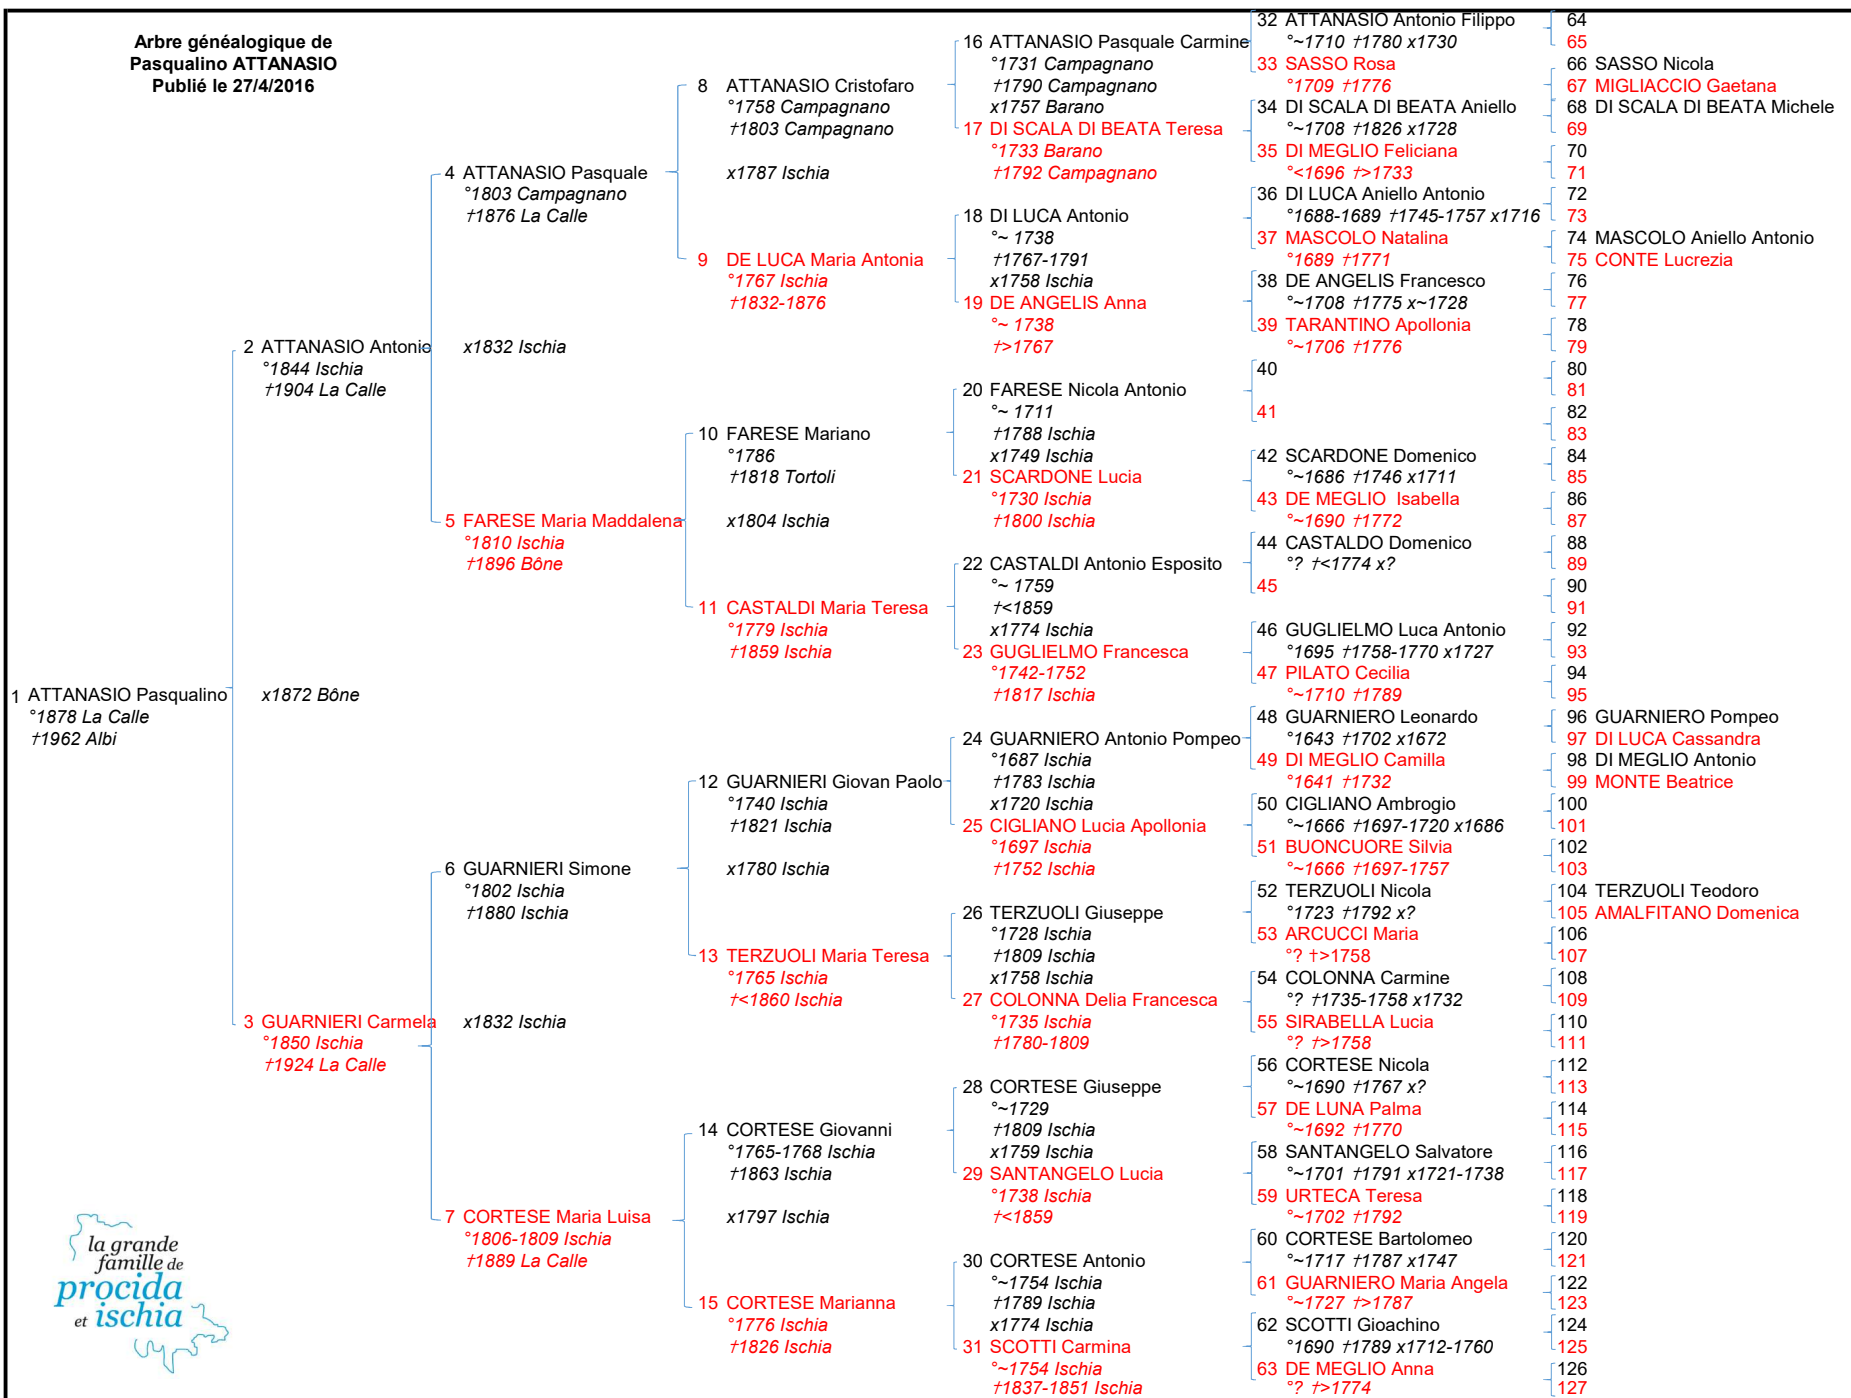 Arbre généalogique de
Pasqualino ATTANASIO
Publié le 27/4/2016
1 ATTANASIO Pasqualino
°1878 La Calle
†1962 Albi
x1872 Bône
2 ATTANASIO Antonio
°1844 Ischia
†1904 La Calle
x1832 Ischia
3 GUARNIERI Carmela
°1850 Ischia
†1924 La Calle
x1832 Ischia
4 ATTANASIO Pasquale
°1803 Campagnano
†1876 La Calle
x1787 Ischia
5 FARESE Maria Maddalena
°1810 Ischia
†1896 Bône
x1804 Ischia
6 GUARNIERI Simone
°1802 Ischia
†1880 Ischia
x1780 Ischia
7 CORTESE Maria Luisa
°1806-1809 Ischia
†1889 La Calle
x1797 Ischia
8 ATTANASIO Cristofaro
°1758 Campagnano
†1803 Campagnano
9 DE LUCA Maria Antonia
°1767 Ischia
†1832-1876
10 FARESE Mariano
°1786
†1818 Tortoli
11 CASTALDI Maria Teresa
°1779 Ischia
†1859 Ischia
12 GUARNIERI Giovan Paolo
°1740 Ischia
†1821 Ischia
13 TERZUOLI Maria Teresa
°1765 Ischia
†<1860 Ischia
14 CORTESE Giovanni
°1765-1768 Ischia
†1863 Ischia
15 CORTESE Marianna
°1776 Ischia
†1826 Ischia
16 ATTANASIO Pasquale Carmine
°1731 Campagnano
†1790 Campagnano
x1757 Barano
17 DI SCALA DI BEATA Teresa
°1733 Barano
†1792 Campagnano
18 DI LUCA Antonio
°~ 1738
†1767-1791
x1758 Ischia
19 DE ANGELIS Anna
°~ 1738
†>1767
20 FARESE Nicola Antonio
°~ 1711
†1788 Ischia
x1749 Ischia
21 SCARDONE Lucia
°1730 Ischia
†1800 Ischia
22 CASTALDI Antonio Esposito
°~ 1759
†<1859
x1774 Ischia
23 GUGLIELMO Francesca
°1742-1752
†1817 Ischia
24 GUARNIERO Antonio Pompeo
°1687 Ischia
†1783 Ischia
x1720 Ischia
25 CIGLIANO Lucia Apollonia
°1697 Ischia
†1752 Ischia
26 TERZUOLI Giuseppe
°1728 Ischia
†1809 Ischia
x1758 Ischia
27 COLONNA Delia Francesca
°1735 Ischia
†1780-1809
28 CORTESE Giuseppe
°~1729
†1809 Ischia
x1759 Ischia
29 SANTANGELO Lucia
°1738 Ischia
†<1859
30 CORTESE Antonio
°~1754 Ischia
†1789 Ischia
x1774 Ischia
31 SCOTTI Carmina
°~1754 Ischia
†1837-1851 Ischia
32 ATTANASIO Antonio Filippo
°~1710 †1780 x1730
33 SASSO Rosa
°1709 †1776
34 DI SCALA DI BEATA Aniello
°~1708 †1826 x1728
35 DI MEGLIO Feliciana
°<1696 †>1733
36 DI LUCA Aniello Antonio
°1688-1689 †1745-1757 x1716
37 MASCOLO Natalina
°1689 †1771
38 DE ANGELIS Francesco
°~1708 †1775 x~1728
39 TARANTINO Apollonia
°~1706 †1776
40
41
42 SCARDONE Domenico
°~1686 †1746 x1711
43 DE MEGLIO  Isabella
°~1690 †1772
44 CASTALDO Domenico
°? †<1774 x?
45
46 GUGLIELMO Luca Antonio
°1695 †1758-1770 x1727
47 PILATO Cecilia
°~1710 †1789
48 GUARNIERO Leonardo
°1643 †1702 x1672
49 DI MEGLIO Camilla
°1641 †1732
50 CIGLIANO Ambrogio
°~1666 †1697-1720 x1686
51 BUONCUORE Silvia
°~1666 †1697-1757
52 TERZUOLI Nicola
°1723 †1792 x?
53 ARCUCCI Maria
°? †>1758
54 COLONNA Carmine
°? †1735-1758 x1732
55 SIRABELLA Lucia
°? †>1758
56 CORTESE Nicola
°~1690 †1767 x?
57 DE LUNA Palma
°~1692 †1770
58 SANTANGELO Salvatore
°~1701 †1791 x1721-1738
59 URTECA Teresa
°~1702 †1792
60 CORTESE Bartolomeo
°~1717 †1787 x1747
61 GUARNIERO Maria Angela
°~1727 †>1787
62 SCOTTI Gioachino
°1690 †1789 x1712-1760
63 DE MEGLIO Anna
°? †>1774
64
65
66 SASSO Nicola
67 MIGLIACCIO Gaetana
68 DI SCALA DI BEATA Michele
69
70
71
72
73
74 MASCOLO Aniello Antonio
75 CONTE Lucrezia
76
77
78
79
80
81
82
83
84
85
86
87
88
89
90
91
92
93
94
95
96 GUARNIERO Pompeo
97 DI LUCA Cassandra
98 DI MEGLIO Antonio
99 MONTE Beatrice
100
101
102
103
104 TERZUOLI Teodoro
105 AMALFITANO Domenica
106
107
108
109
110
111
112
113
114
115
116
117
118
119
120
121
122
123
124
125
126
127
la grande
famille de
procida
et ischia